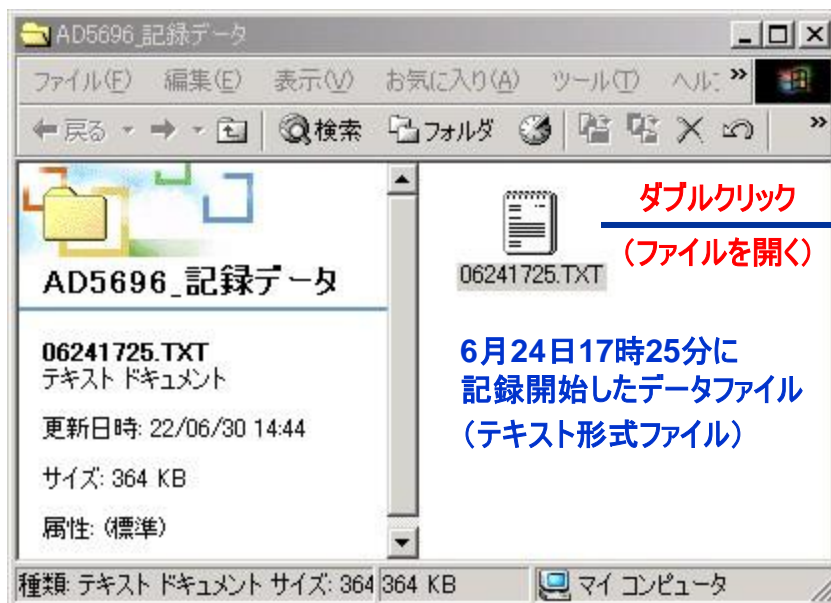 AD5696_記録データ
ファイル(F) 編集(E) 表示(V) お気に入り(A) ツール(T) ヘル »
戻る 検索 フォルダ »
AD5696_記録データ
06241725.TXT
テキスト ドキュメント
更新日時: 22/06/30 14:44
サイズ: 364 KB
属性: (標準)
06241725.TXT
ダブルクリック
(ファイルを開く)
6月24日17時25分に
記録開始したデータファイル
(テキスト形式ファイル)
種類: テキスト ドキュメント サイズ: 364 364 KB マイ コンピュータ